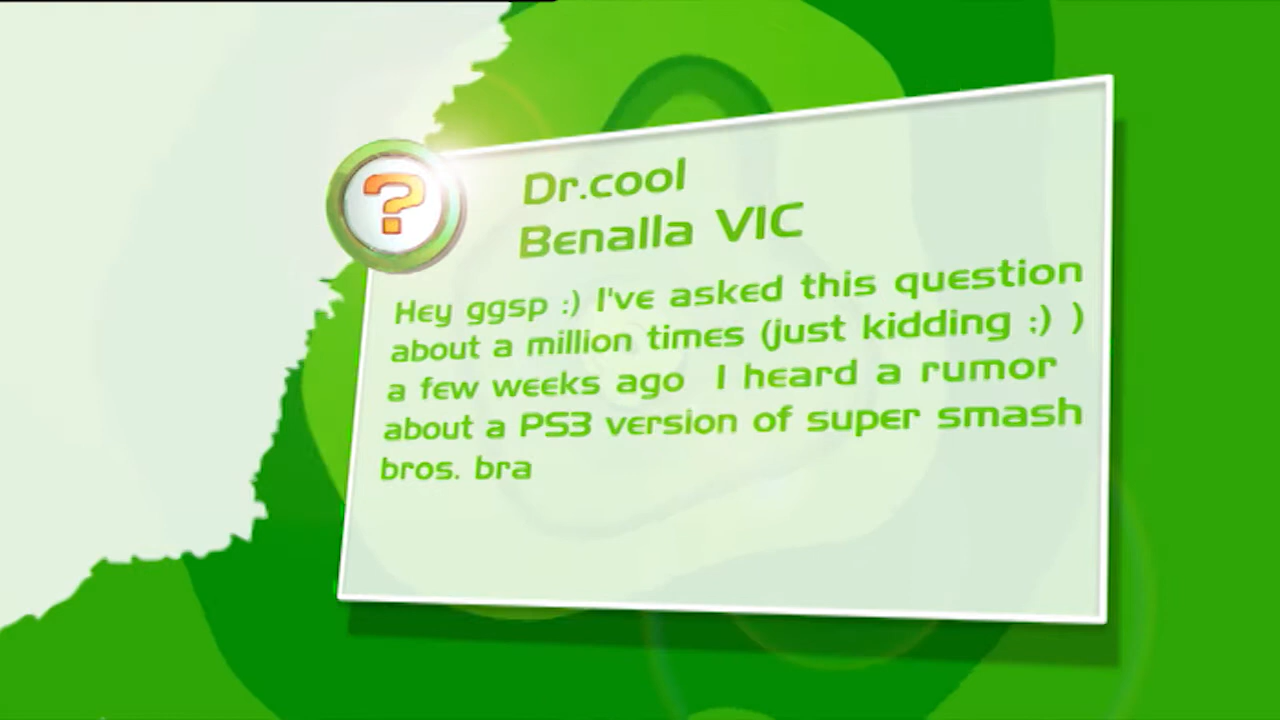 ?
Dr.cool
Benalla VIC
Hey ggsp :) I've asked this question
about a million times (just kidding :) )
a few weeks ago I heard a rumor
about a PS3 version of super smash
bros. bra